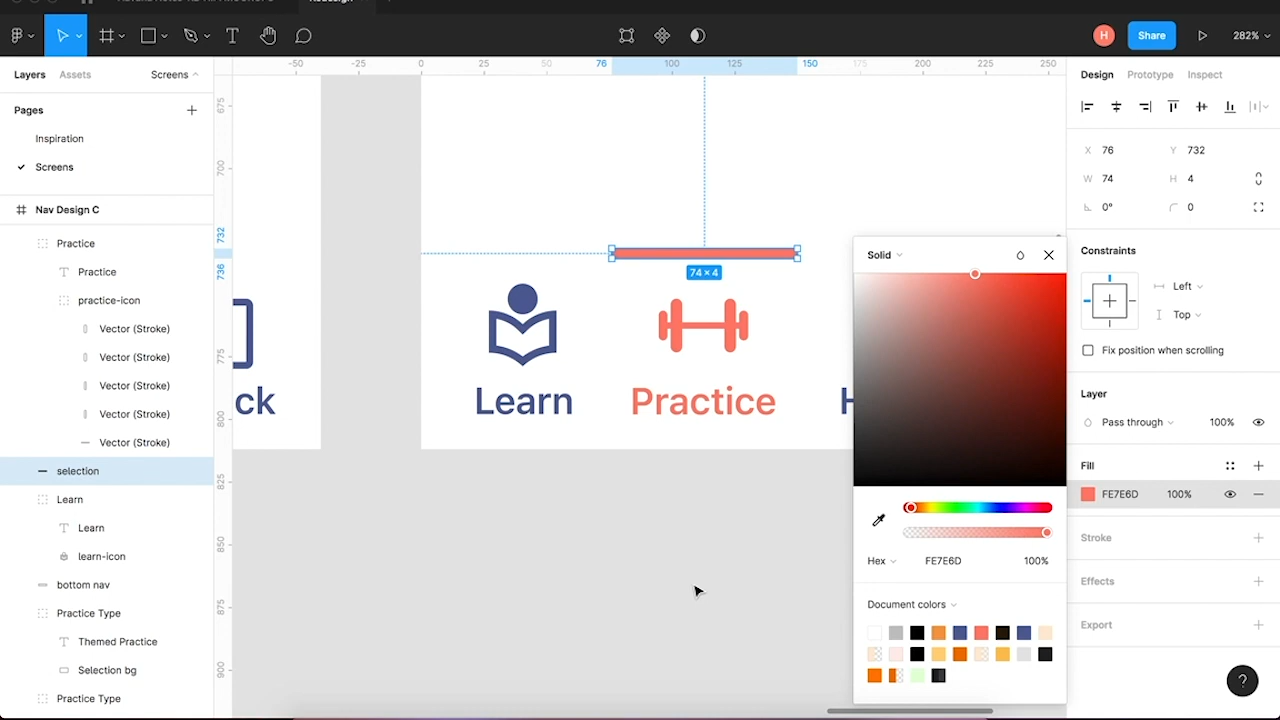 Redesign
Share
282%
Layers
Assets
Screens
-50
-25
0
25
50
76
100
125
150
175
200
225
250
Design
Prototype
Inspect
Pages
Inspiration
Screens
Nav Design C
Practice
Practice
practice-icon
Vector (Stroke)
Vector (Stroke)
Vector (Stroke)
Vector (Stroke)
Vector (Stroke)
selection
Learn
Learn
learn-icon
bottom nav
Practice Type
Themed Practice
Selection bg
Practice Type
675
700
732
736
775
800
825
850
875
900
74 × 4
ck
Learn
Practice
H
Solid
Hex
FE7E6D
100%
Document colors
X 76
Y 732
W 74
H 4
0°
0
Constraints
Left
Top
Fix position when scrolling
Layer
Pass through
100%
Fill
FE7E6D
100%
Stroke
Effects
Export
?